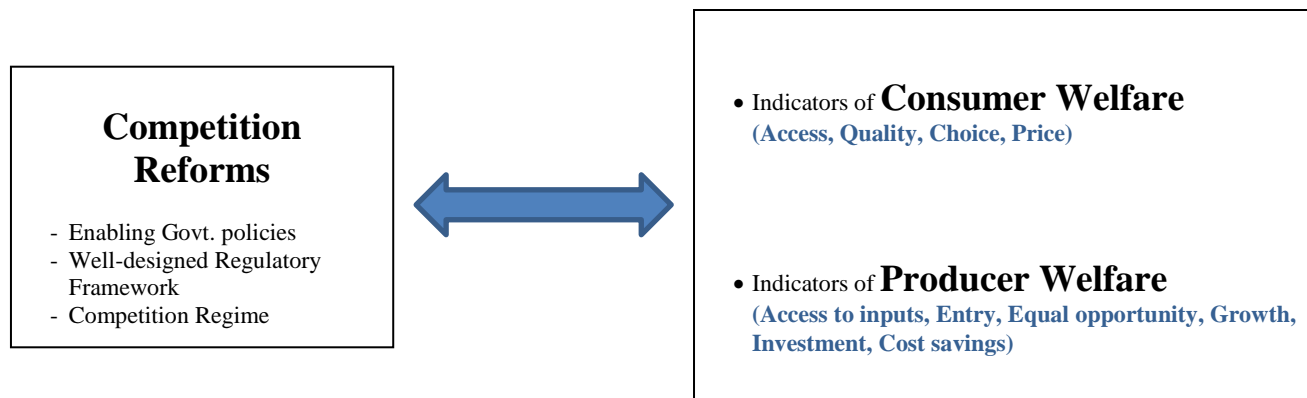 Competition
Reforms
- Enabling Govt. policies
- Well-designed Regulatory
Framework
- Competition Regime
• Indicators of Consumer Welfare
(Access, Quality, Choice, Price)
• Indicators of Producer Welfare
(Access to inputs, Entry, Equal opportunity, Growth,
Investment, Cost savings)